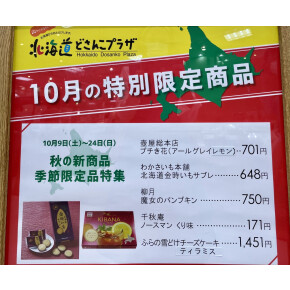 北海道どさんこプラザ
Hokkaido Dosanko Plaza
10月の特別限定商品
10月9日(土)〜24日(日)
秋の新商品
季節限定品特集
壺屋総本店
プチき花(アールグレイレモン) 701円
わかさいも本舗
北海道金時いもサブレ 648円
柳月
魔女のパンプキン 750円
千秋庵
ノースマン くり味 171円
ふらの雪どけチーズケーキ 1,451円
ティラミス
KIBANA